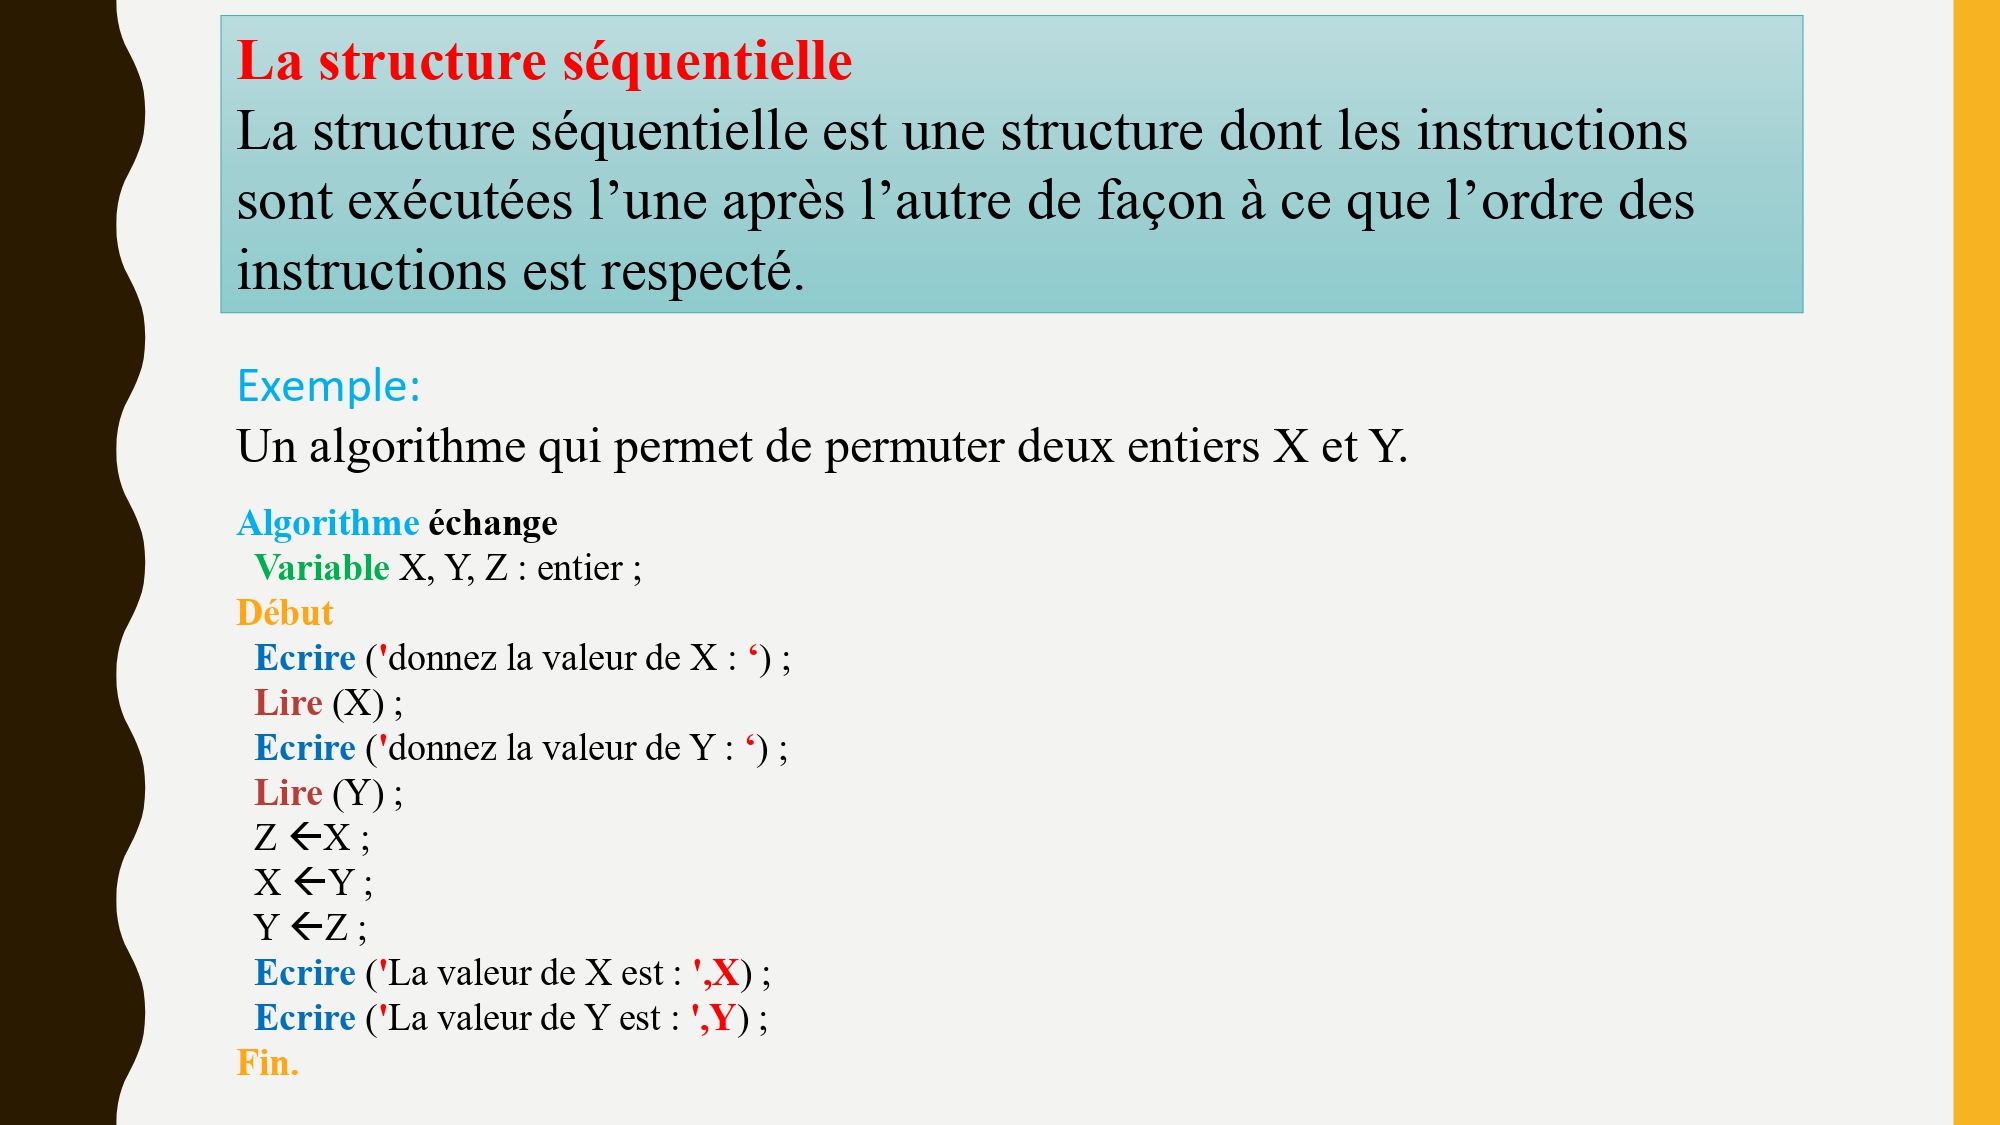 La structure séquentielle
La structure séquentielle est une structure dont les instructions
sont exécutées l’une après l’autre de façon à ce que l’ordre des
instructions est respecté.
Exemple:
Un algorithme qui permet de permuter deux entiers X et Y.
Algorithme échange
Variable X, Y, Z : entier ;
Début
Ecrire ('donnez la valeur de X : ‘) ;
Lire (X) ;
Ecrire ('donnez la valeur de Y : ‘) ;
Lire (Y) ;
Z ←X ;
X ←Y ;
Y ←Z ;
Ecrire ('La valeur de X est : ',X) ;
Ecrire ('La valeur de Y est : ',Y) ;
Fin.